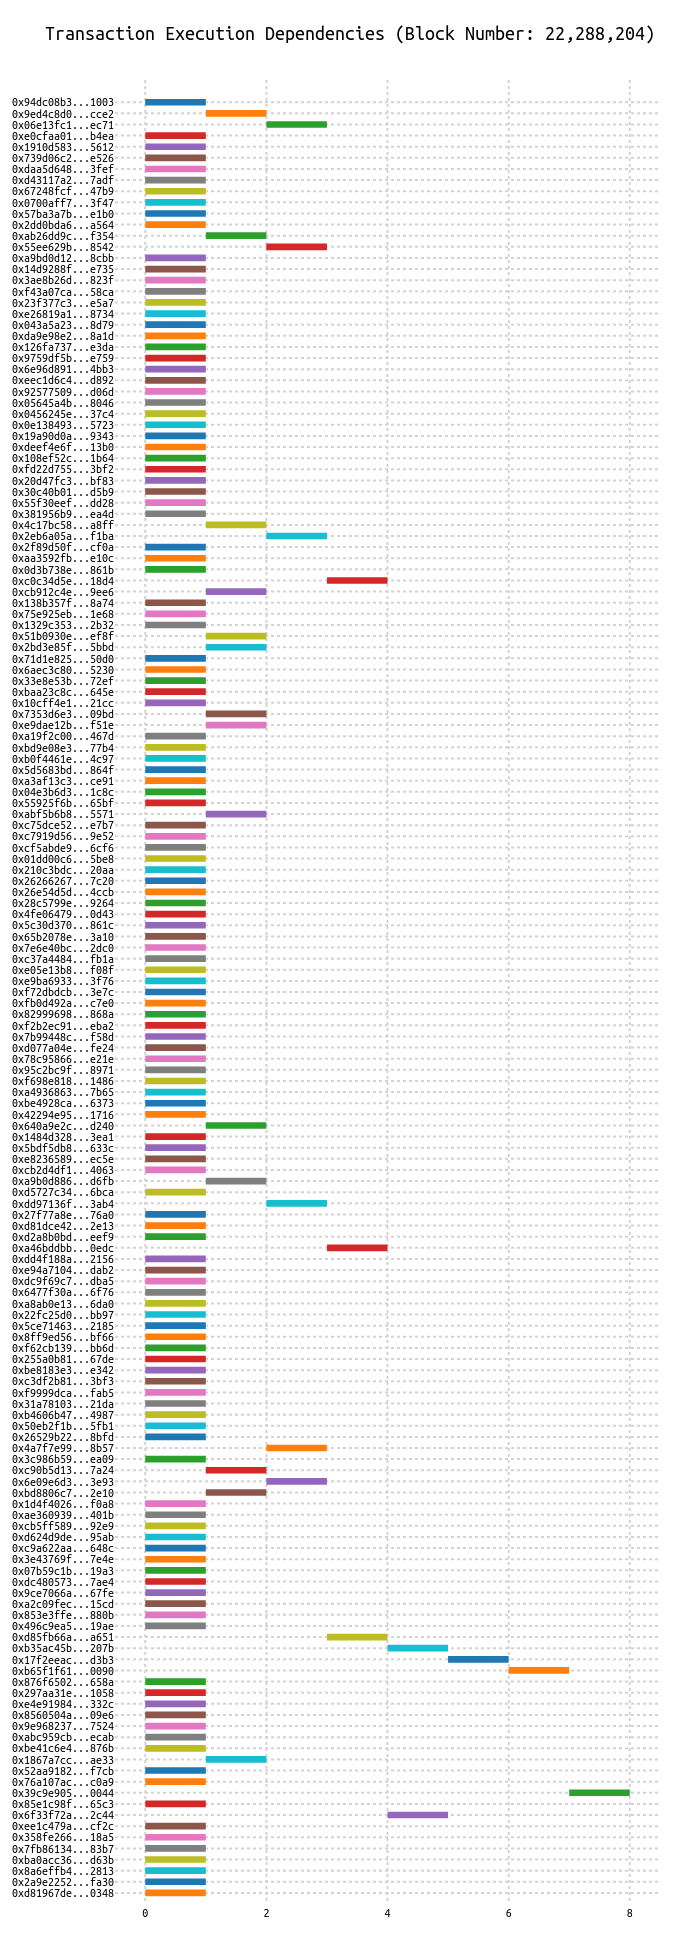 Transaction Execution Dependencies (Block Number: 22,288,204)
0x94dc08b3...1003
0x9ed4c8d0...cce2
0x06e13fc1...ec71
0xe0cfaa01...b4ea
0x1910d583...5612
0x739d06c2...e526
0xdaa5d648...3fef
0xd43117a2...7adf
0x67248fcf...47b9
0x0700aff7...3f47
0x57ba3a7b...e1b0
0x2dd0bda6...a564
0xab26dd9c...f354
0x55ee629b...8542
0xa9bd0d12...8cbb
0x14d9288f...e735
0x3ae8b26d...823f
0xf43a07ca...58ca
0x23f377c3...e5a7
0xe26819a1...8734
0x043a5a23...8d79
0xda9e98e2...8a1d
0x126fa737...e3da
0x9759df5b...e759
0x6e96d891...4bb3
0xeec1d6c4...d892
0x92577509...d06d
0x05645a4b...8046
0x0456245e...37c4
0x0e138493...5723
0x19a90d0a...9343
0xdeef4e6f...13b0
0x108ef52c...1b64
0xfd22d755...3bf2
0x20d47fc3...bf83
0x30c40b01...d5b9
0x55f30eef...dd28
0x381956b9...ea4d
0x4c17bc58...a8ff
0x2eb6a05a...f1ba
0x2f89d50f...cf0a
0xaa3592fb...e10c
0x0d3b738e...861b
0xc0c34d5e...18d4
0xcb912c4e...9ee6
0x138b357f...8a74
0x75e925eb...1e68
0x1329c353...2b32
0x51b0930e...ef8f
0x2bd3e85f...5bbd
0x71d1e825...50d0
0x6aec3c80...5230
0x33e8e53b...72ef
0xbaa23c8c...645e
0x10cff4e1...21cc
0x7353d6e3...09bd
0xe9dae12b...f51e
0xa19f2c00...467d
0xbd9e08e3...77b4
0xb0f4461e...4c97
0x5d5683bd...864f
0xa3af13c3...ce91
0x04e3b6d3...1c8c
0x55925f6b...65bf
0xabf5b6b8...5571
0xc75dce52...e7b7
0xc7919d56...9e52
0xcf5abde9...6cf6
0x01dd00c6...5be8
0x210c3bdc...20aa
0x26266267...7c20
0x26e54d5d...4ccb
0x28c5799e...9264
0x4fe06479...0d43
0x5c30d370...861c
0x65b2078e...3a10
0x7e6e40bc...2dc0
0xc37a4484...fb1a
0xe05e13b8...f08f
0xe9ba6933...3f76
0xf72dbdcb...3e7c
0xfb0d492a...c7e0
0x82999698...868a
0xf2b2ec91...eba2
0x7b99448c...f58d
0xd077a04e...fe24
0x78c95866...e21e
0x95c2bc9f...8971
0xf698e818...1486
0xa4936863...7b65
0xbe4928ca...6373
0x42294e95...1716
0x640a9e2c...d240
0x1484d328...3ea1
0x5bdf5db8...633c
0xe8236589...ec5e
0xcb2d4df1...4063
0xa9b0d886...d6fb
0xd5727c34...6bca
0xdd97136f...3ab4
0x27f77a8e...76a0
0xd81dce42...2e13
0xd2a8b0bd...eef9
0xa46bddbb...0edc
0xdd4f188a...2156
0xe94a7104...dab2
0xdc9f69c7...dba5
0x6477f30a...6f76
0xa8ab0e13...6da0
0x22fc25d0...bb97
0x5ce71463...2185
0x8ff9ed56...bf66
0xf62cb139...bb6d
0x255a0b81...67de
0xbe8183e3...e342
0xc3df2b81...3bf3
0xf9999dca...fab5
0x31a78103...21da
0xb4606b47...4987
0x50eb2f1b...5fb1
0x26529b22...8bfd
0x4a7f7e99...8b57
0x3c986b59...ea09
0xc90b5d13...7a24
0x6e09e6d3...3e93
0xbd8806c7...2e10
0x1d4f4026...f0a8
0xae360939...401b
0xcb5ff589...92e9
0xd624d9de...95ab
0xc9a622aa...648c
0x3e43769f...7e4e
0x07b59c1b...19a3
0xdc480573...7ae4
0x9ce7066a...67fe
0xa2c09fec...15cd
0x853e3ffe...880b
0x496c9ea5...19ae
0xd85fb66a...a651
0xb35ac45b...207b
0x17f2eeac...d3b3
0xb65f1f61...0090
0x876f6502...658a
0x297aa31e...1058
0xe4e91984...332c
0x8560504a...09e6
0x9e968237...7524
0xabc959cb...ecab
0xbe41c6e4...876b
0x1867a7cc...ae33
0x52aa9182...f7cb
0x76a107ac...c0a9
0x39c9e905...0044
0x85e1c98f...65c3
0x6f33f72a...2c44
0xee1c479a...cf2c
0x358fe266...18a5
0x7fb86134...83b7
0xba0acc36...d63b
0x8a6effb4...2813
0x2a9e2252...fa30
0xd81967de...0348
0 2 4 6 8